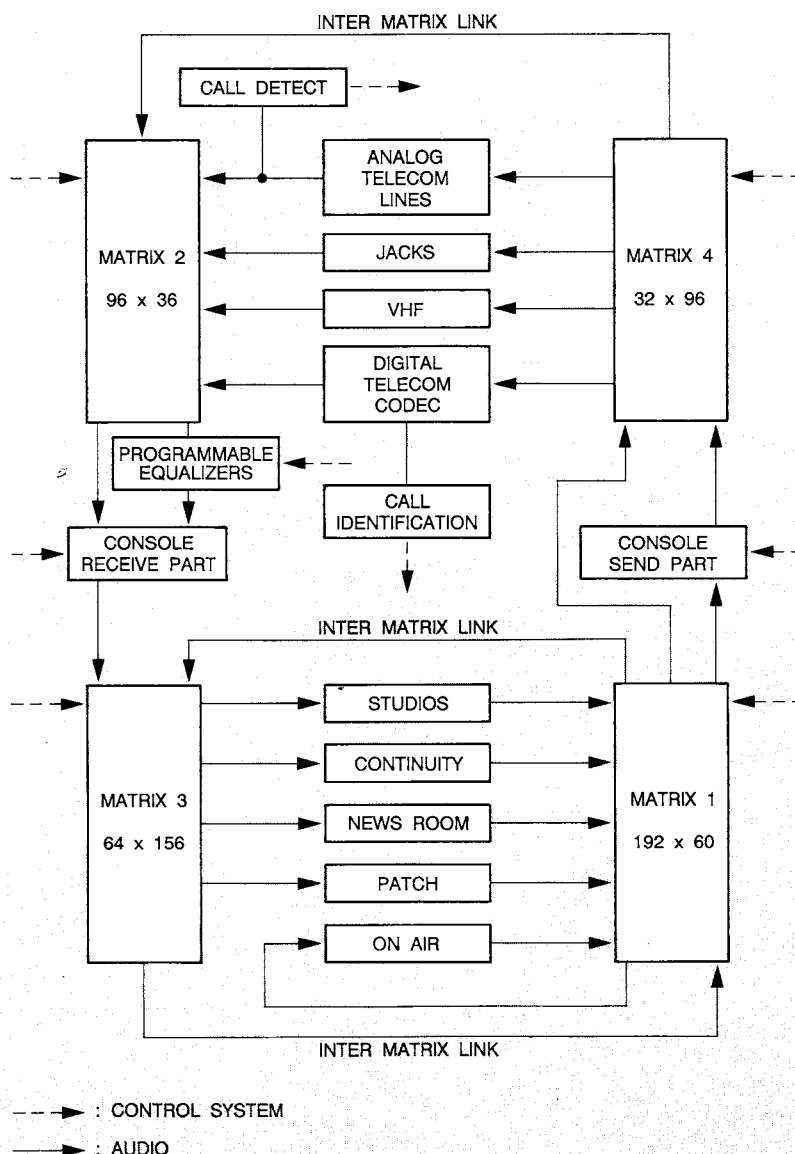 INTER MATRIX LINK
CALL DETECT
ANALOG
TELECOM
LINES
MATRIX 2
96 x 36
JACKS
VHF
DIGITAL
TELECOM
CODEC
MATRIX 4
32 x 96
PROGRAMMABLE
EQUALIZERS
CALL
IDENTIFICATION
CONSOLE
RECEIVE PART
CONSOLE
SEND PART
INTER MATRIX LINK
STUDIOS
CONTINUITY
NEWS ROOM
PATCH
ON AIR
MATRIX 3
64 x 156
MATRIX 1
192 x 60
INTER MATRIX LINK
: CONTROL SYSTEM
: AUDIO